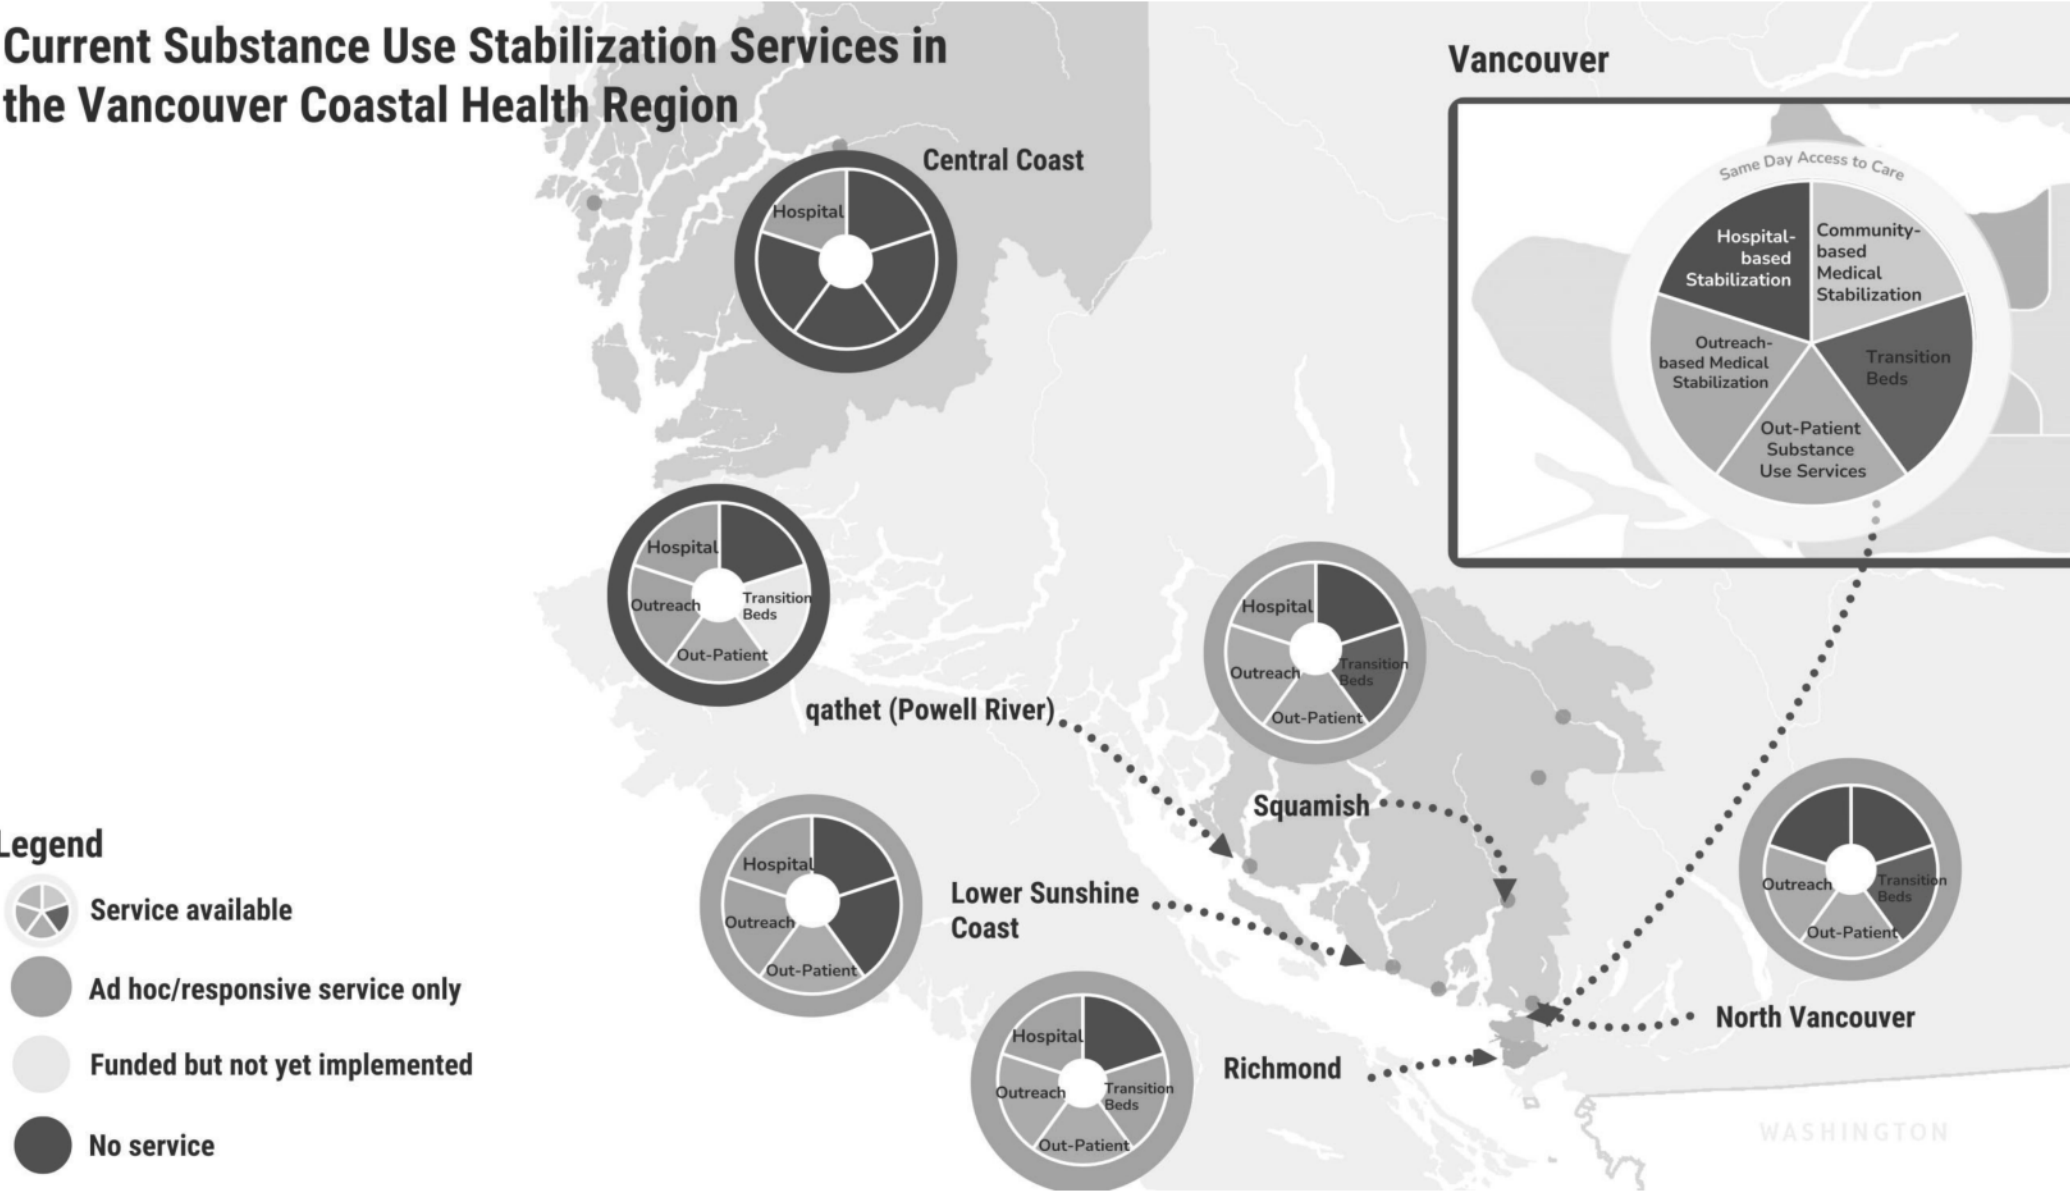 Current Substance Use Stabilization Services in
the Vancouver Coastal Health Region
Vancouver
Same Day Access to Care
Hospital-
based
Stabilization
Community-
based
Medical
Stabilization
Outreach-
based Medical
Stabilization
Transition
Beds
Out-Patient
Substance
Use Services
Central Coast
Hospital
Hospital
Outreach
Transition
Beds
Out-Patient
qathet (Powell River)
Hospital
Outreach
Transition
Beds
Out-Patient
Squamish
Hospital
Outreach
Out-Patient
Lower Sunshine
Coast
Outreach
Transition
Beds
Out-Patient
North Vancouver
Hospital
Outreach
Transition
Beds
Out-Patient
Richmond
WASHINGTON
Legend
Service available
Ad hoc/responsive service only
Funded but not yet implemented
No service